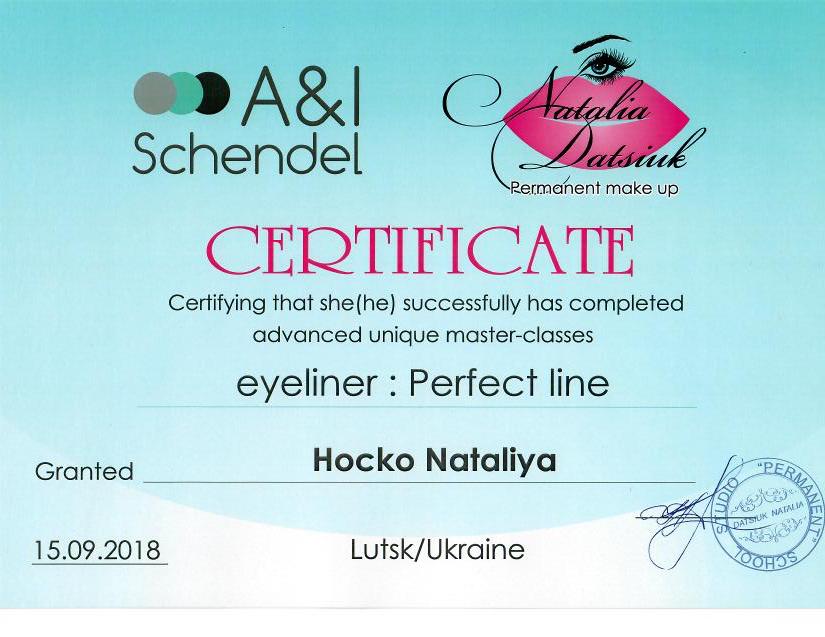 A&I
Schendel
Natalia
Datsiuk
Permanent make up
CERTIFICATE
Certifying that she(he) successfully has completed
advanced unique master-classes
eyeliner : Perfect line
Granted Hocko Nataliya
15.09.2018 Lutsk/Ukraine
STUDIO "PERMANENT" SCHOOL
DATSIUK NATALIA